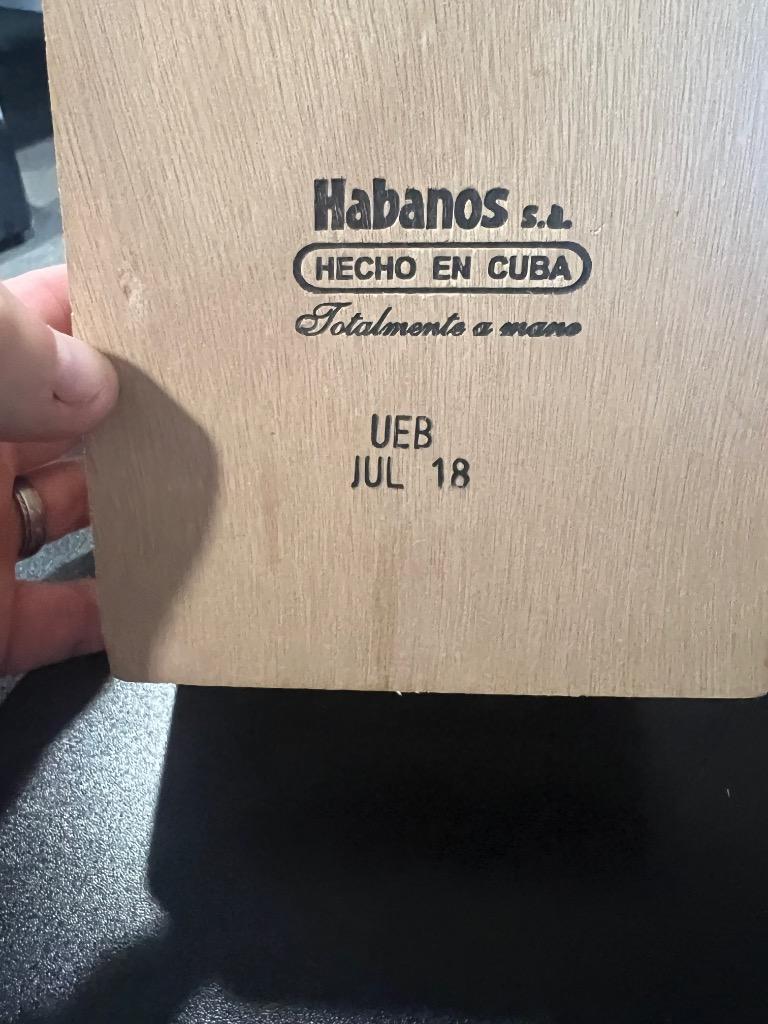 Habanos s.a.
HECHO EN CUBA
Totalmente a mano
UEB
JUL 18